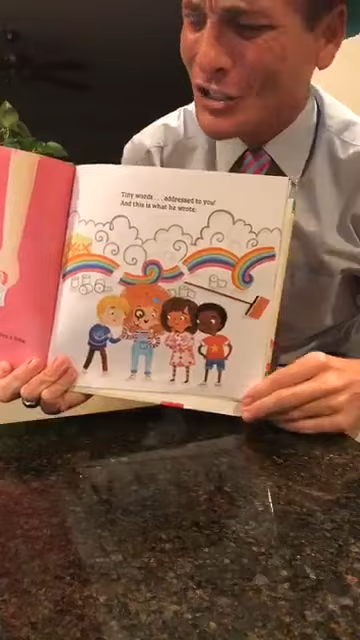 Tiny words . . . addressed to you!
And this is what he wrote: